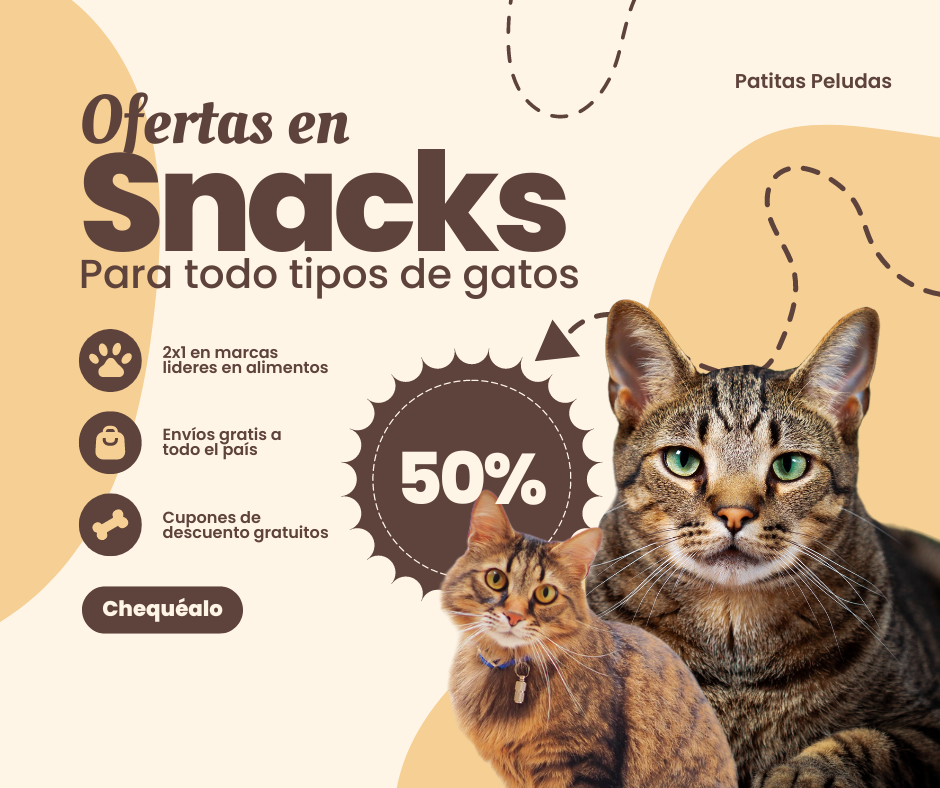 Patitas Peludas
Ofertas en
Snacks
Para todo tipos de gatos
2x1 en marcas
lideres en alimentos
Envíos gratis a
todo el país
Cupones de
descuento gratuitos
50%
Chequéalo